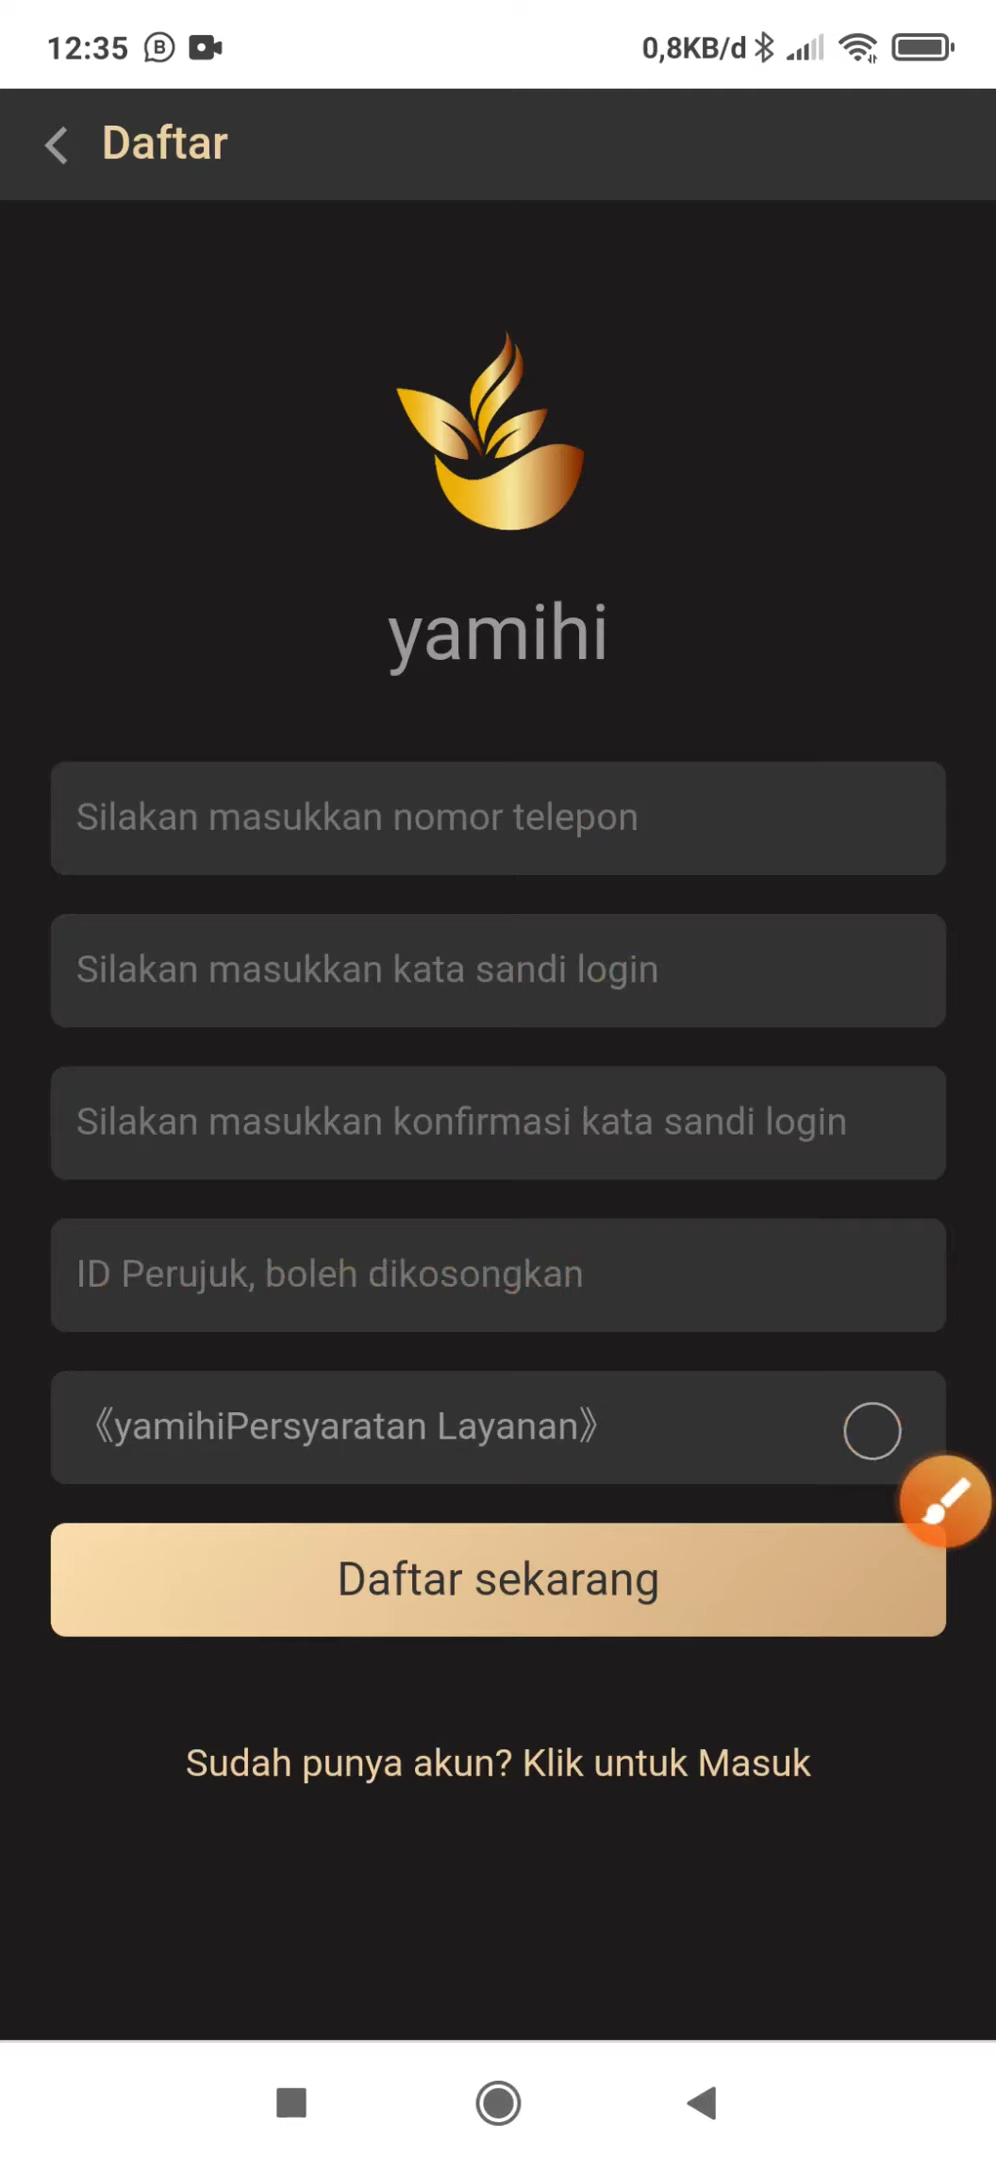 12:35 B 0,8KB/d
Daftar
yamihi
Silakan masukkan nomor telepon
Silakan masukkan kata sandi login
Silakan masukkan konfirmasi kata sandi login
ID Perujuk, boleh dikosongkan
《yamihiPersyaratan Layanan》
Daftar sekarang
Sudah punya akun? Klik untuk Masuk